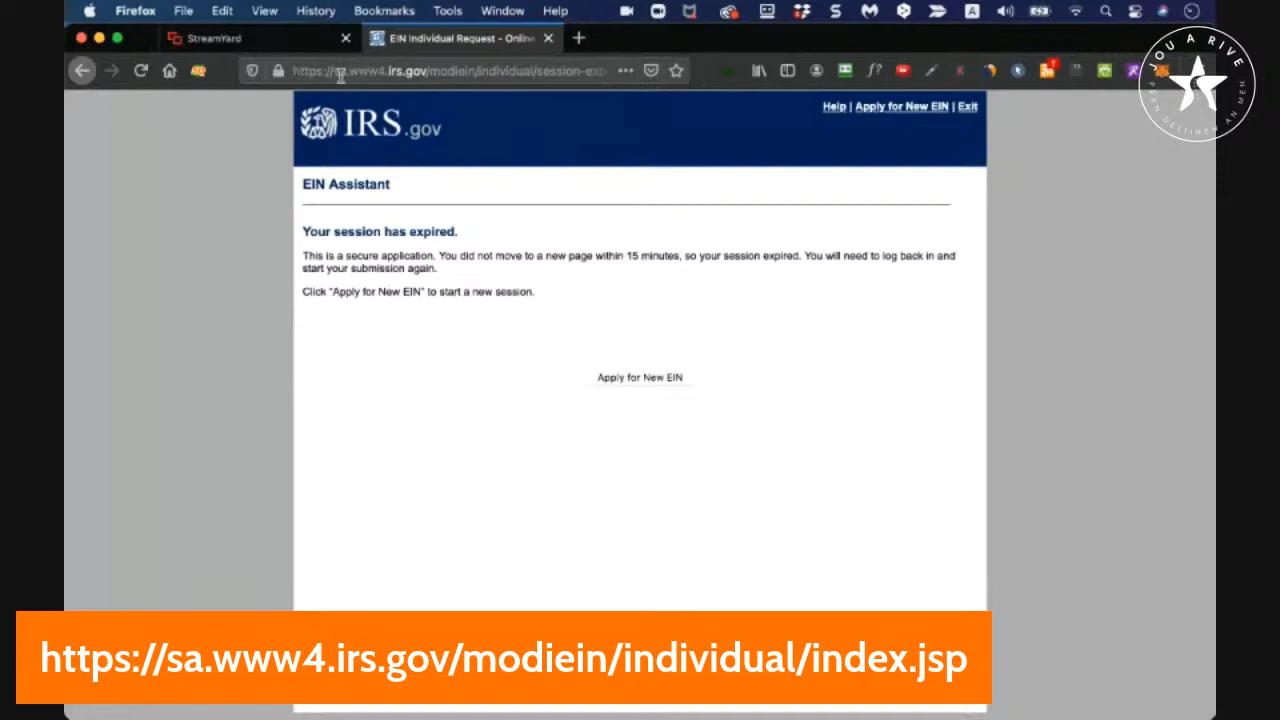 Firefox File Edit View History Bookmarks Tools Window Help
StreamYard
EIN Individual Request - Online
https://sa.www4.irs.gov/modiein/individual/session-exp
IRS.gov
Help | Apply for New EIN | Exit
JOU A RIVE
EIN Assistant
Your session has expired.
This is a secure application. You did not move to a new page within 15 minutes, so your session expired. You will need to log back in and
start your submission again.
Click "Apply for New EIN" to start a new session.
Apply for New EIN
https://sa.www4.irs.gov/modiein/individual/index.jsp